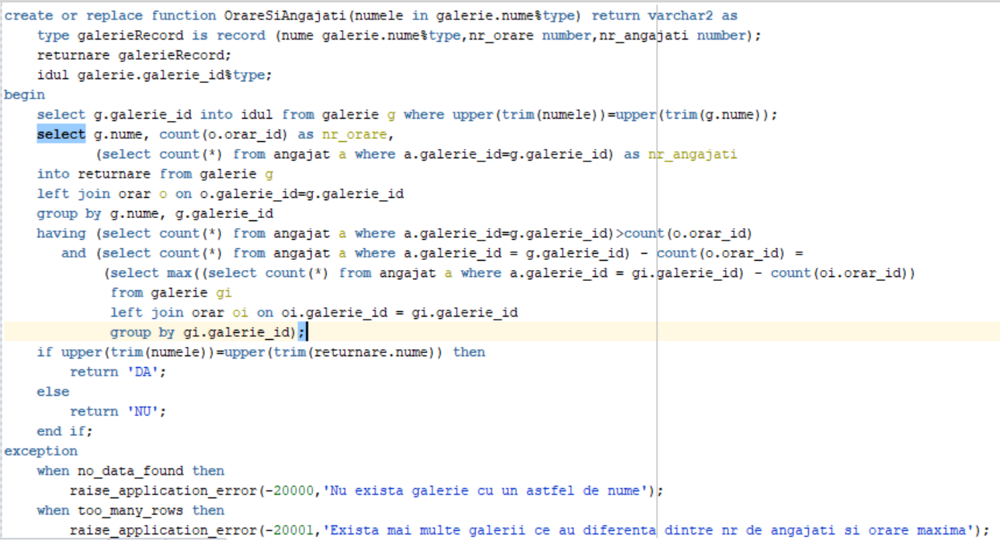 create or replace function OrareSiAngajati(numele in galerie.nume%type) return varchar2 as
    type galerieRecord is record (nume galerie.nume%type,nr_orare number,nr_angajati number);
    returnare galerieRecord;
    idul galerie.galerie_id%type;
begin
    select g.galerie_id into idul from galerie g where upper(trim(numele))=upper(trim(g.nume));
    select g.nume, count(o.orar_id) as nr_orare,
           (select count(*) from angajat a where a.galerie_id=g.galerie_id) as nr_angajati
    into returnare from galerie g
    left join orar o on o.galerie_id=g.galerie_id
    group by g.nume, g.galerie_id
    having (select count(*) from angajat a where a.galerie_id=g.galerie_id)>count(o.orar_id)
       and (select count(*) from angajat a where a.galerie_id = g.galerie_id) - count(o.orar_id) =
            (select max((select count(*) from angajat a where a.galerie_id = gi.galerie_id) - count(oi.orar_id))
             from galerie gi
             left join orar oi on oi.galerie_id = gi.galerie_id
             group by gi.galerie_id);
    if upper(trim(numele))=upper(trim(returnare.nume)) then
        return 'DA';
    else
        return 'NU';
    end if;
exception
    when no_data_found then
        raise_application_error(-20000,'Nu exista galerie cu un astfel de nume');
    when too_many_rows then
        raise_application_error(-20001,'Exista mai multe galerii ce au diferenta dintre nr de angajati si orare maxima');